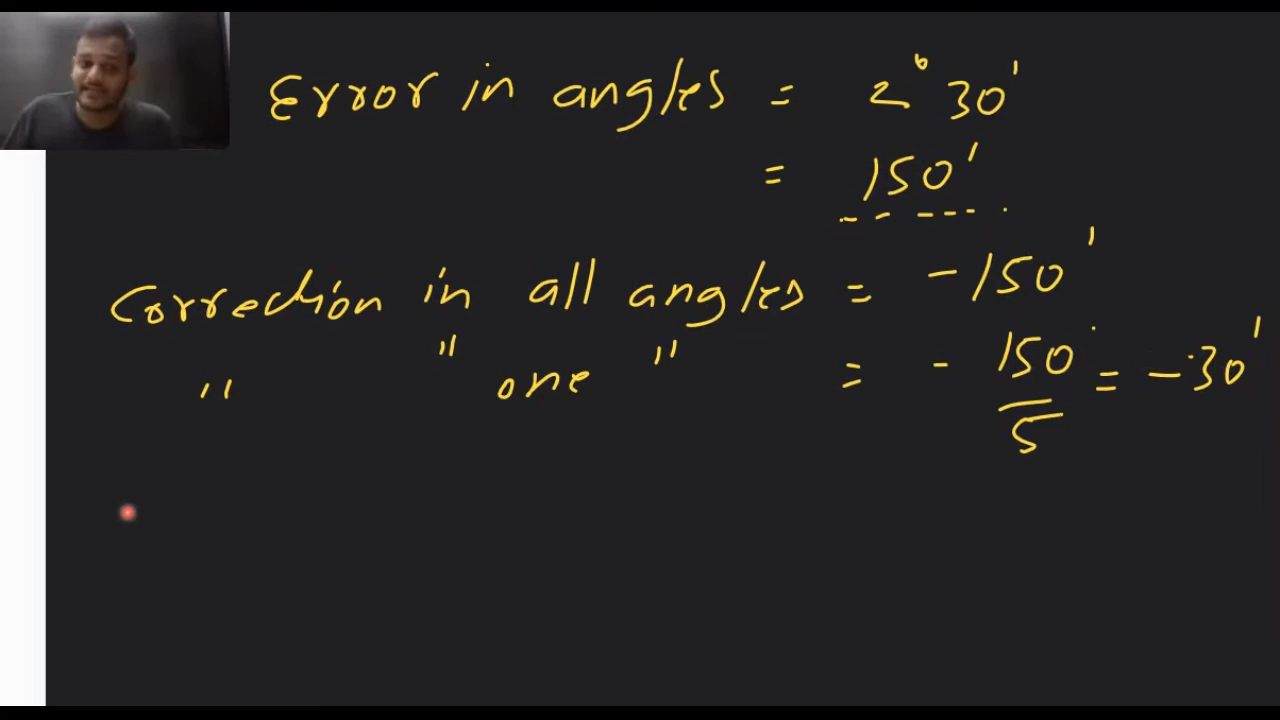 Error in angles = 2° 30'
= 150'
Correction in all angles = -150'
" " one " = - 150/5 = -30'